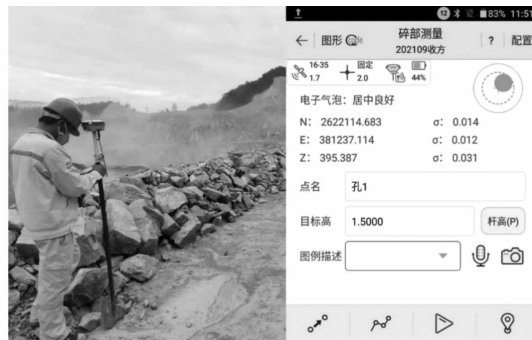 12 83% 11:51
图形 碎部测量 ? 配置
202109收方
16-35 固定
1.7 2.0 44%
电子气泡：居中良好
N： 2622114.683 σ： 0.014
E： 381237.114 σ： 0.012
Z： 395.387 σ： 0.031
点名 孔1
目标高 1.5000 杆高(P)
图例描述